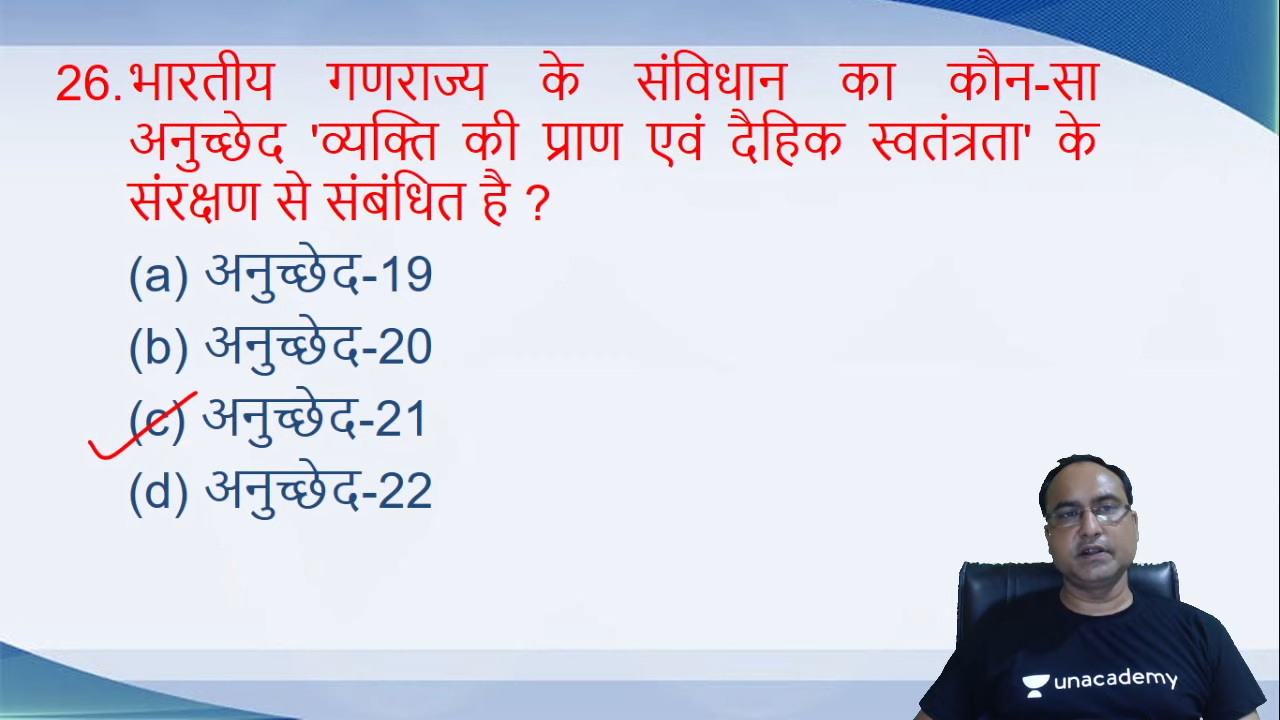 26. भारतीय गणराज्य के संविधान का कौन-सा
अनुच्छेद 'व्यक्ति की प्राण एवं दैहिक स्वतंत्रता' के
संरक्षण से संबंधित है ?
(a) अनुच्छेद-19
(b) अनुच्छेद-20
(c) अनुच्छेद-21
(d) अनुच्छेद-22
unacademy